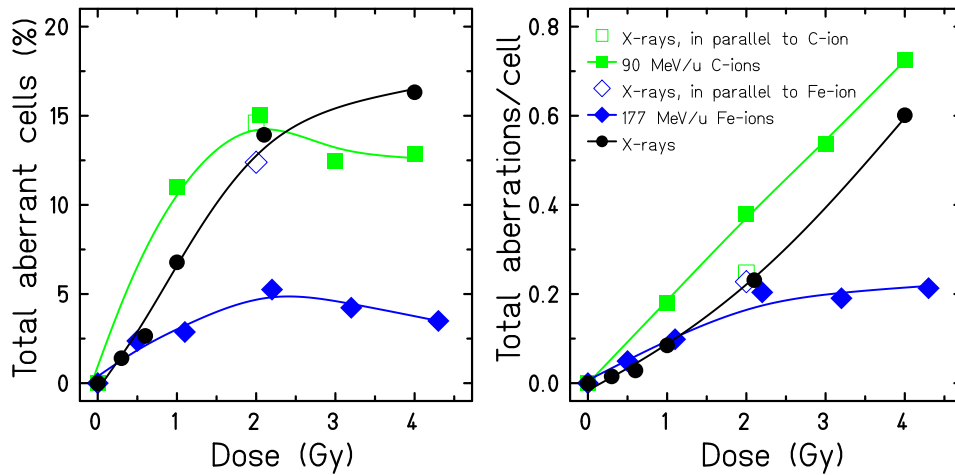 Total aberrant cells (%)
20
15
10
5
0
0 1 2 3 4
Dose (Gy)
Total aberrations/cell
0.8
0.6
0.4
0.2
0.0
0 1 2 3 4
Dose (Gy)
X-rays, in parallel to C-ion
90 MeV/u C-ions
X-rays, in parallel to Fe-ion
177 MeV/u Fe-ions
X-rays